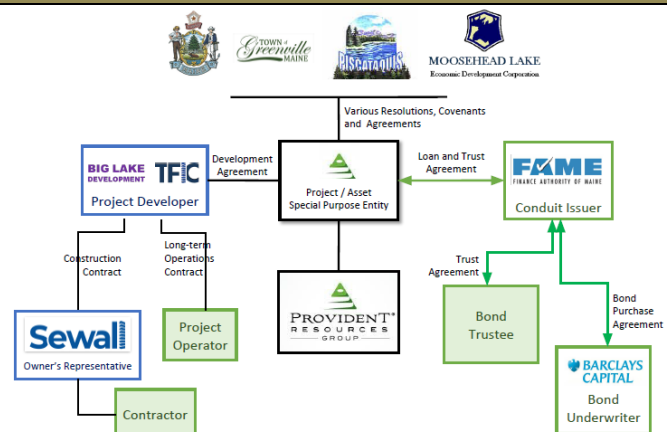 TOWN of
Greenville
MAINE
PISCATAQUIS
MOOSEHEAD LAKE
Economic Development Corporation
Various Resolutions, Covenants
and Agreements
BIG LAKE
DEVELOPMENT
TFIC
Project Developer
Development
Agreement
Project / Asset
Special Purpose Entity
Loan and Trust
Agreement
FAME
FINANCE AUTHORITY OF MAINE
Conduit Issuer
Construction
Contract
Long-term
Operations
Contract
Trust
Agreement
Bond
Purchase
Agreement
Sewall
Owner's Representative
Project
Operator
PROVIDENT®
RESOURCES
GROUP
Bond
Trustee
BARCLAYS
CAPITAL
Bond
Underwriter
Contractor